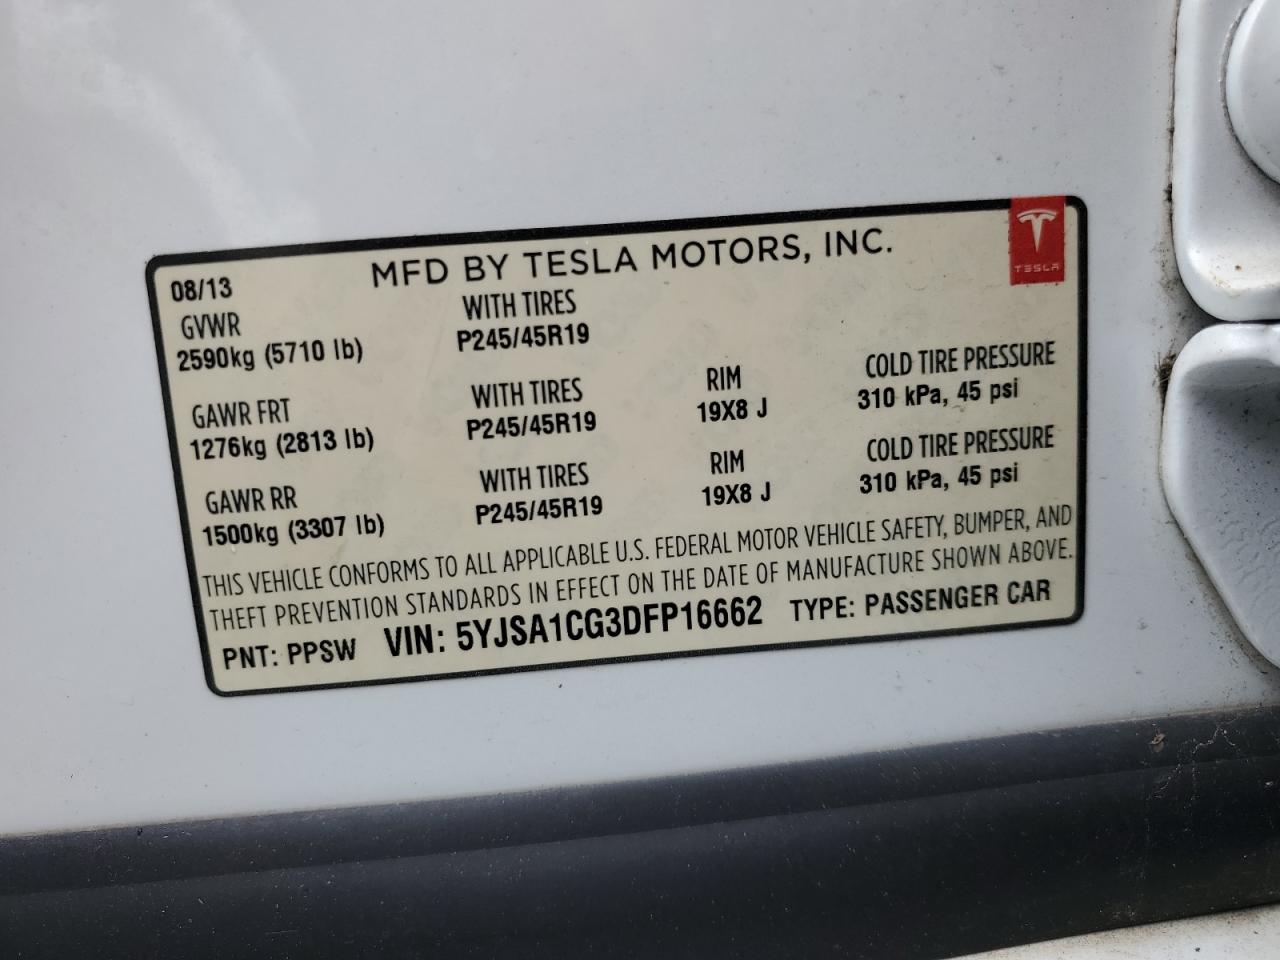 MFD BY TESLA MOTORS, INC.
TESLA
08/13
GVWR WITH TIRES
2590kg (5710 lb) P245/45R19
GAWR FRT WITH TIRES RIM COLD TIRE PRESSURE
1276kg (2813 lb) P245/45R19 19X8 J 310 kPa, 45 psi
GAWR RR WITH TIRES RIM COLD TIRE PRESSURE
1500kg (3307 lb) P245/45R19 19X8 J 310 kPa, 45 psi
THIS VEHICLE CONFORMS TO ALL APPLICABLE U.S. FEDERAL MOTOR VEHICLE SAFETY, BUMPER, AND
THEFT PREVENTION STANDARDS IN EFFECT ON THE DATE OF MANUFACTURE SHOWN ABOVE.
PNT: PPSW VIN: 5YJSA1CG3DFP16662 TYPE: PASSENGER CAR